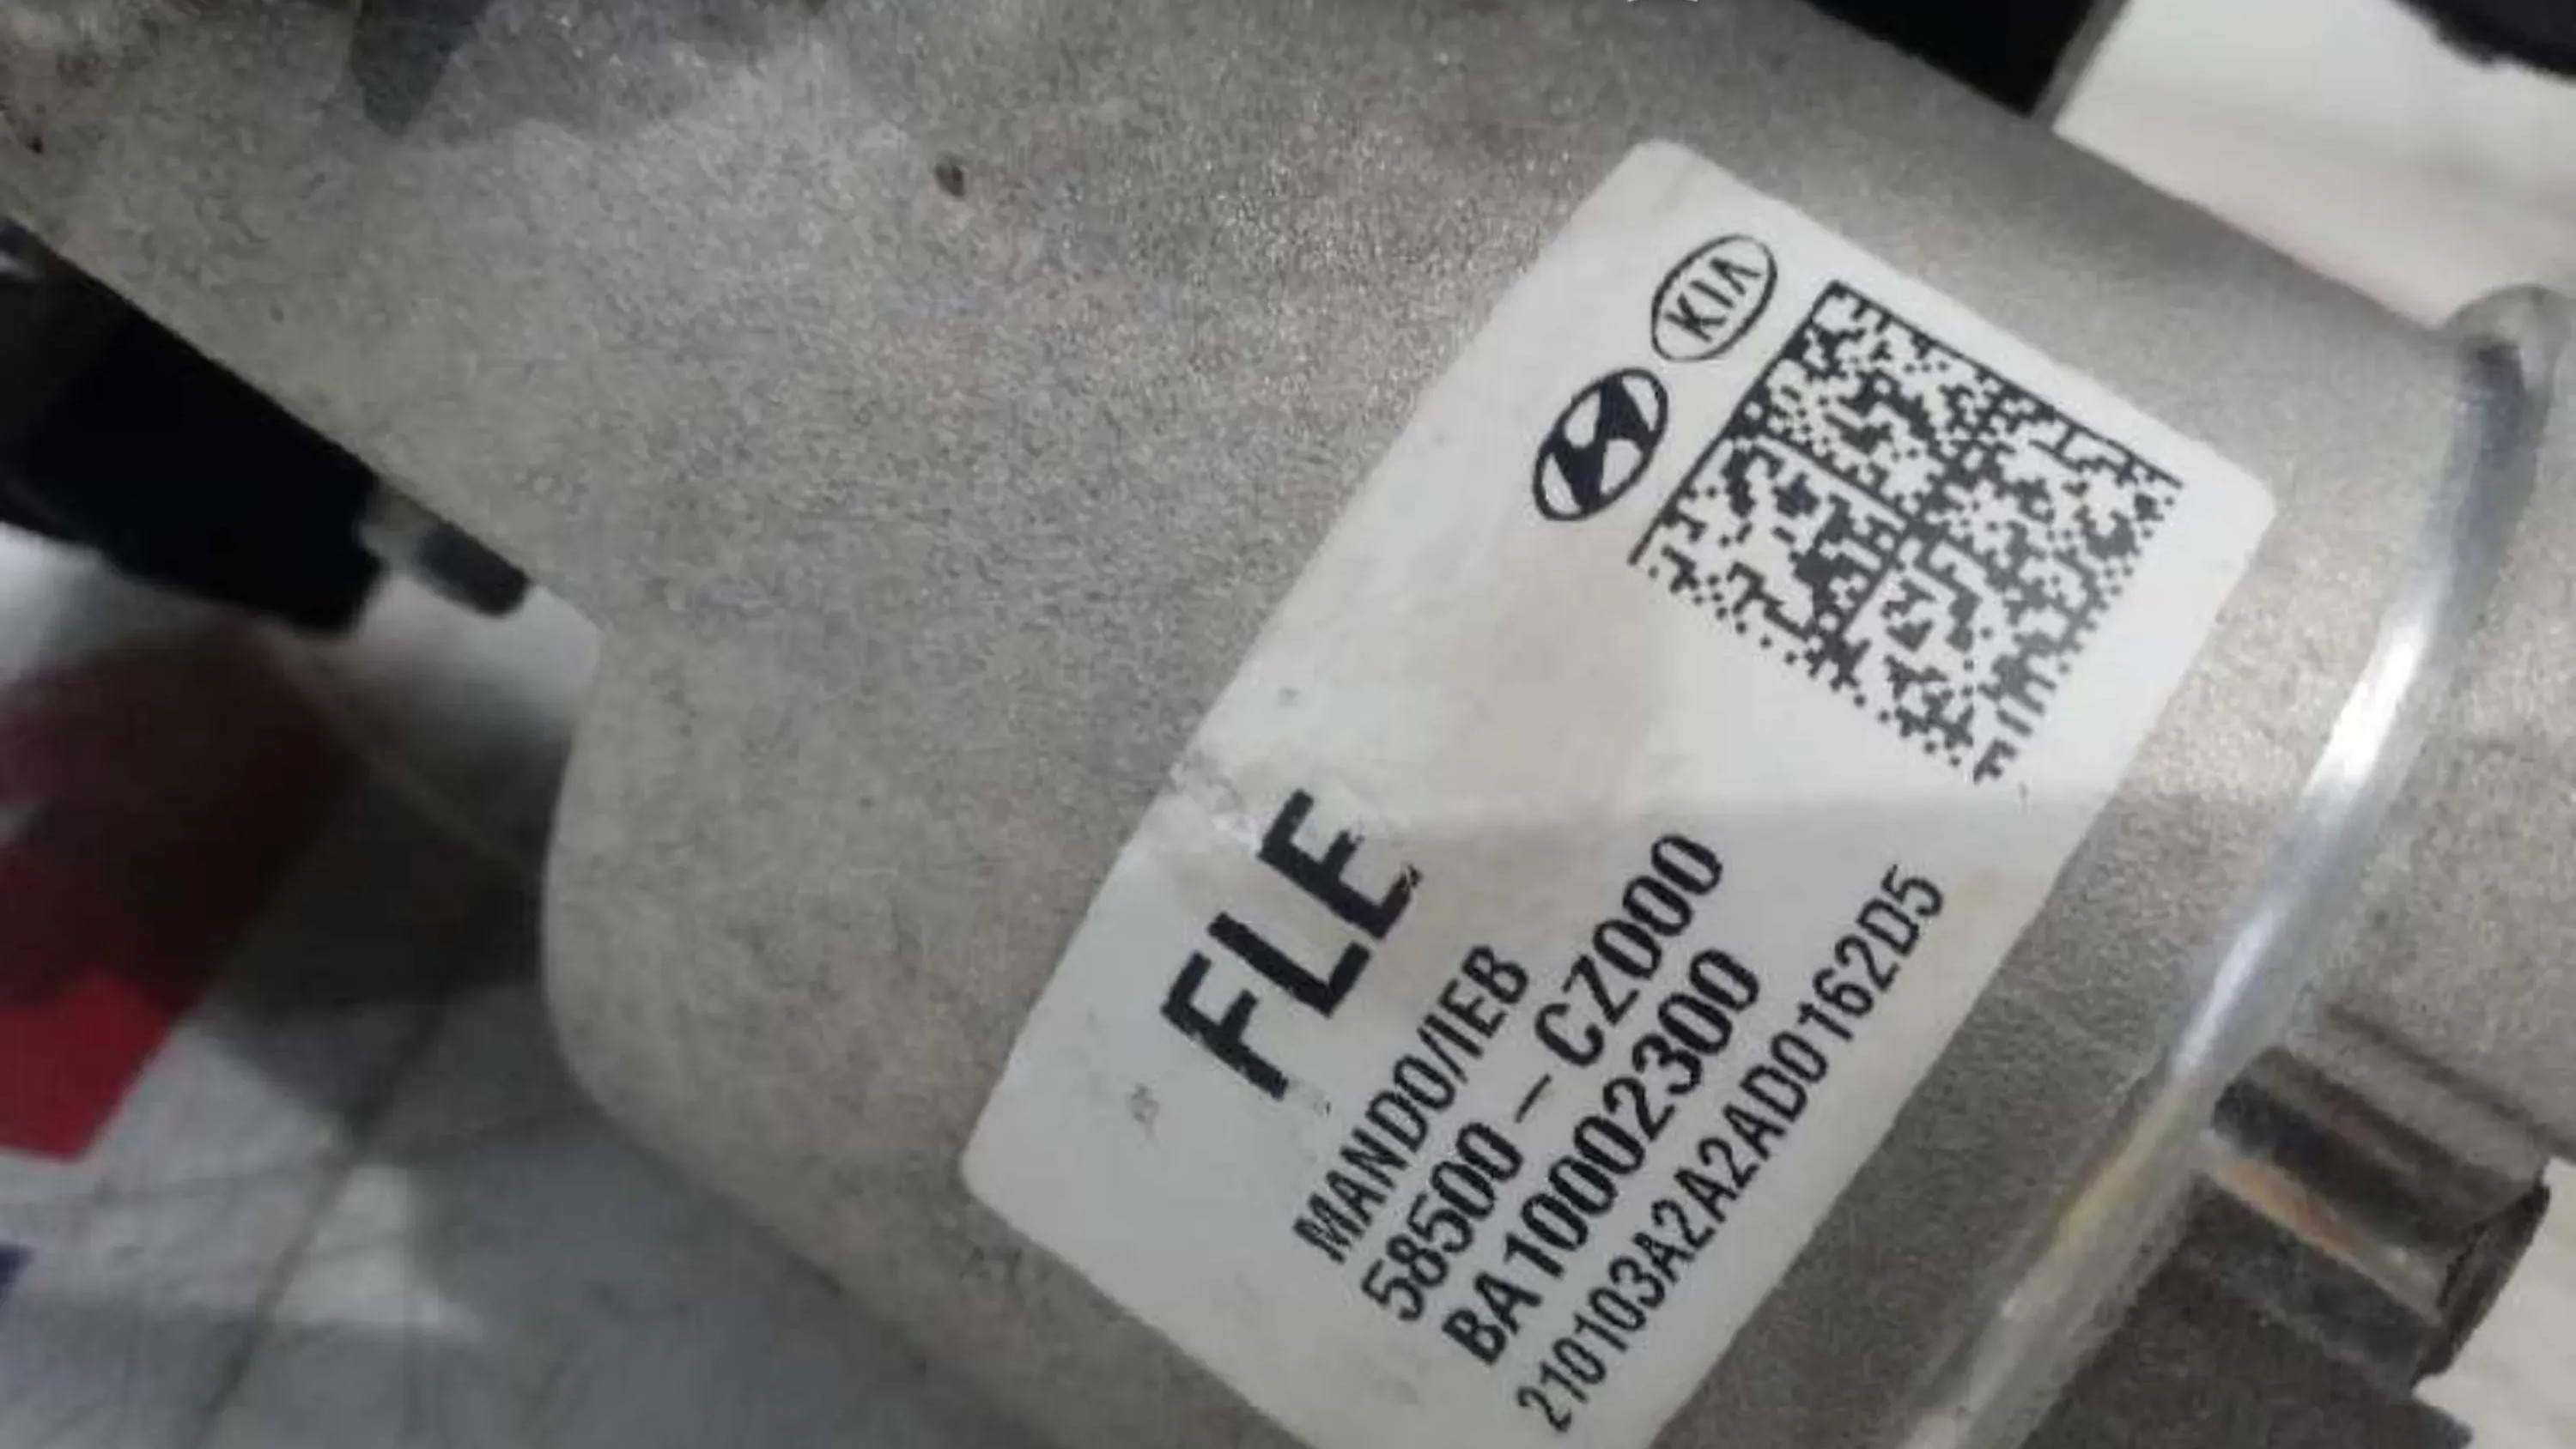 KIA
FLE
MANDO/IEB
58500-CZ000
BA10002300
210103A2A2AD0162D5